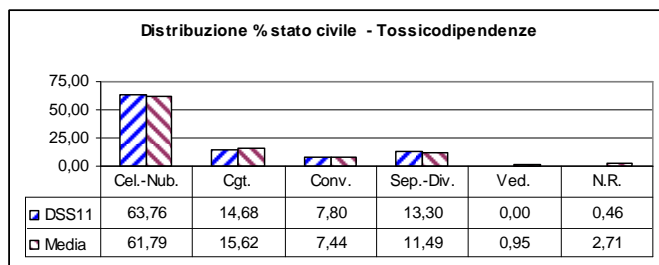 Distribuzione % stato civile - Tossicodipendenze
75,00
50,00
25,00
0,00
Cel.-Nub. Cgt. Conv. Sep.-Div. Ved. N.R.
DSS11 63,76 14,68 7,80 13,30 0,00 0,46
Media 61,79 15,62 7,44 11,49 0,95 2,71